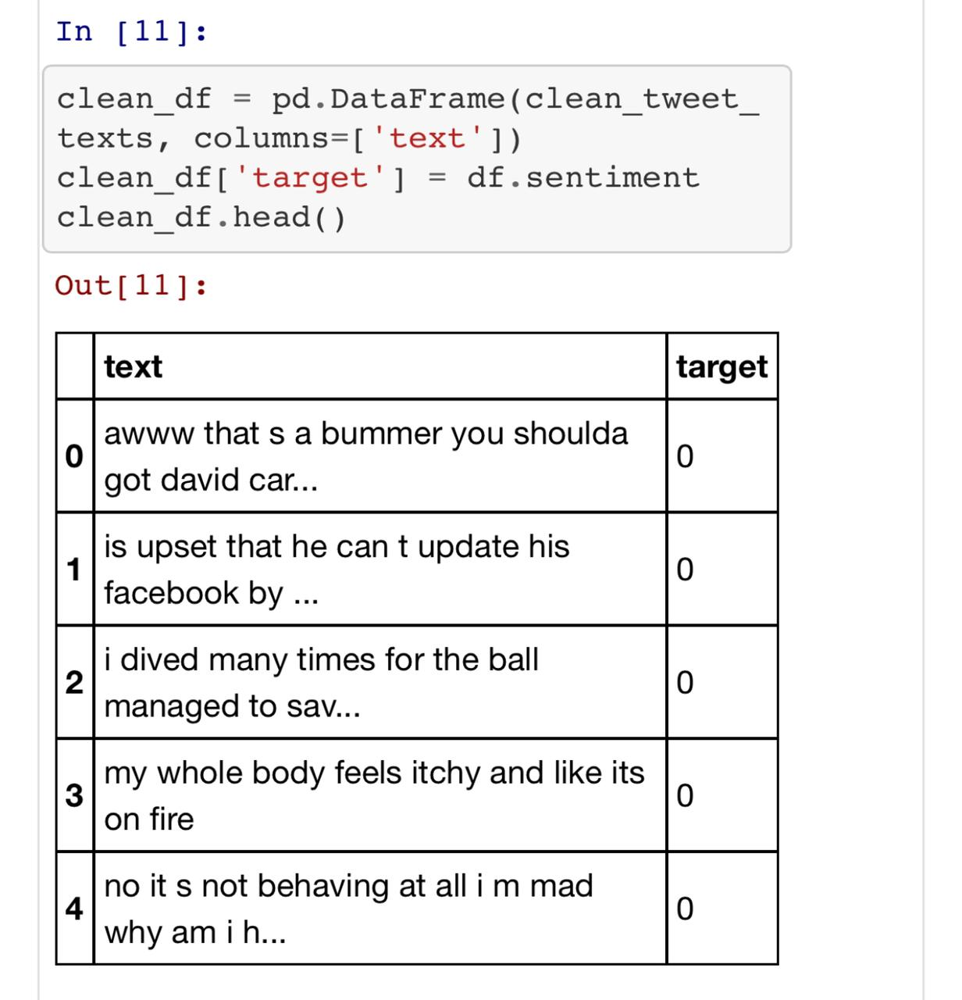 In [11]:
clean_df = pd.DataFrame(clean_tweet_
texts, columns=['text'])
clean_df['target'] = df.sentiment
clean_df.head()
Out[11]:
text target
0 awww that s a bummer you shoulda
got david car... 0
1 is upset that he can t update his
facebook by ... 0
2 i dived many times for the ball
managed to sav... 0
3 my whole body feels itchy and like its
on fire 0
4 no it s not behaving at all i m mad
why am i h... 0